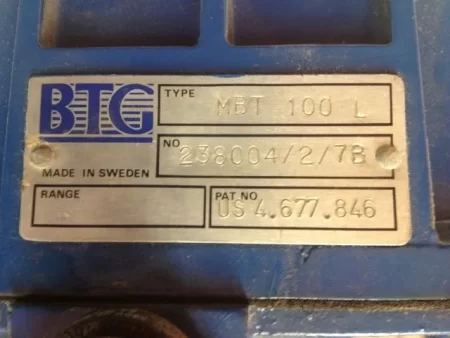 BTG
TYPE
MBT 100 L
NO
238004/2/7B
MADE IN SWEDEN
RANGE
PAT NO
US 4.677.846